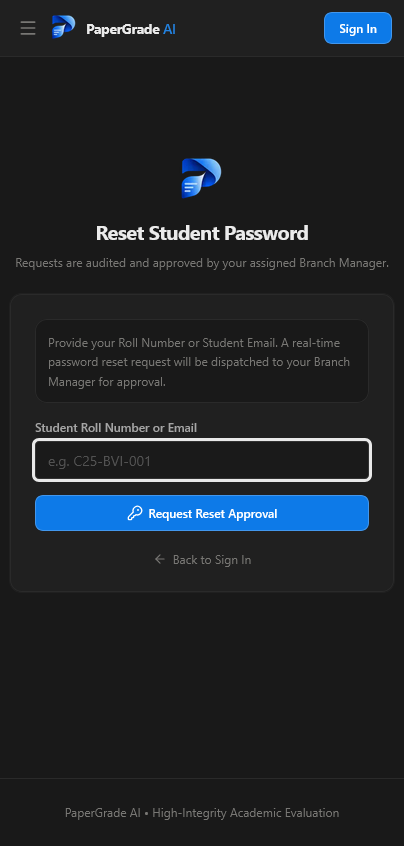 PaperGrade AI
Sign In
Reset Student Password
Requests are audited and approved by your assigned Branch Manager.
Provide your Roll Number or Student Email. A real-time
password reset request will be dispatched to your Branch
Manager for approval.
Student Roll Number or Email
e.g. C25-BVI-001
Request Reset Approval
Back to Sign In
PaperGrade AI • High-Integrity Academic Evaluation